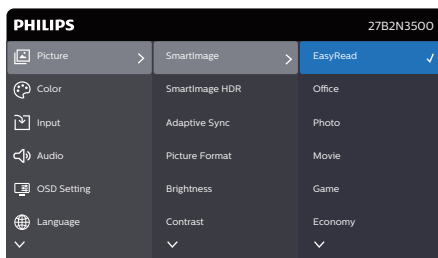 PHILIPS 27B2N3500
Picture SmartImage EasyRead
Color SmartImage HDR Office
Input Adaptive Sync Photo
Audio Picture Format Movie
OSD Setting Brightness Game
Language Contrast Economy